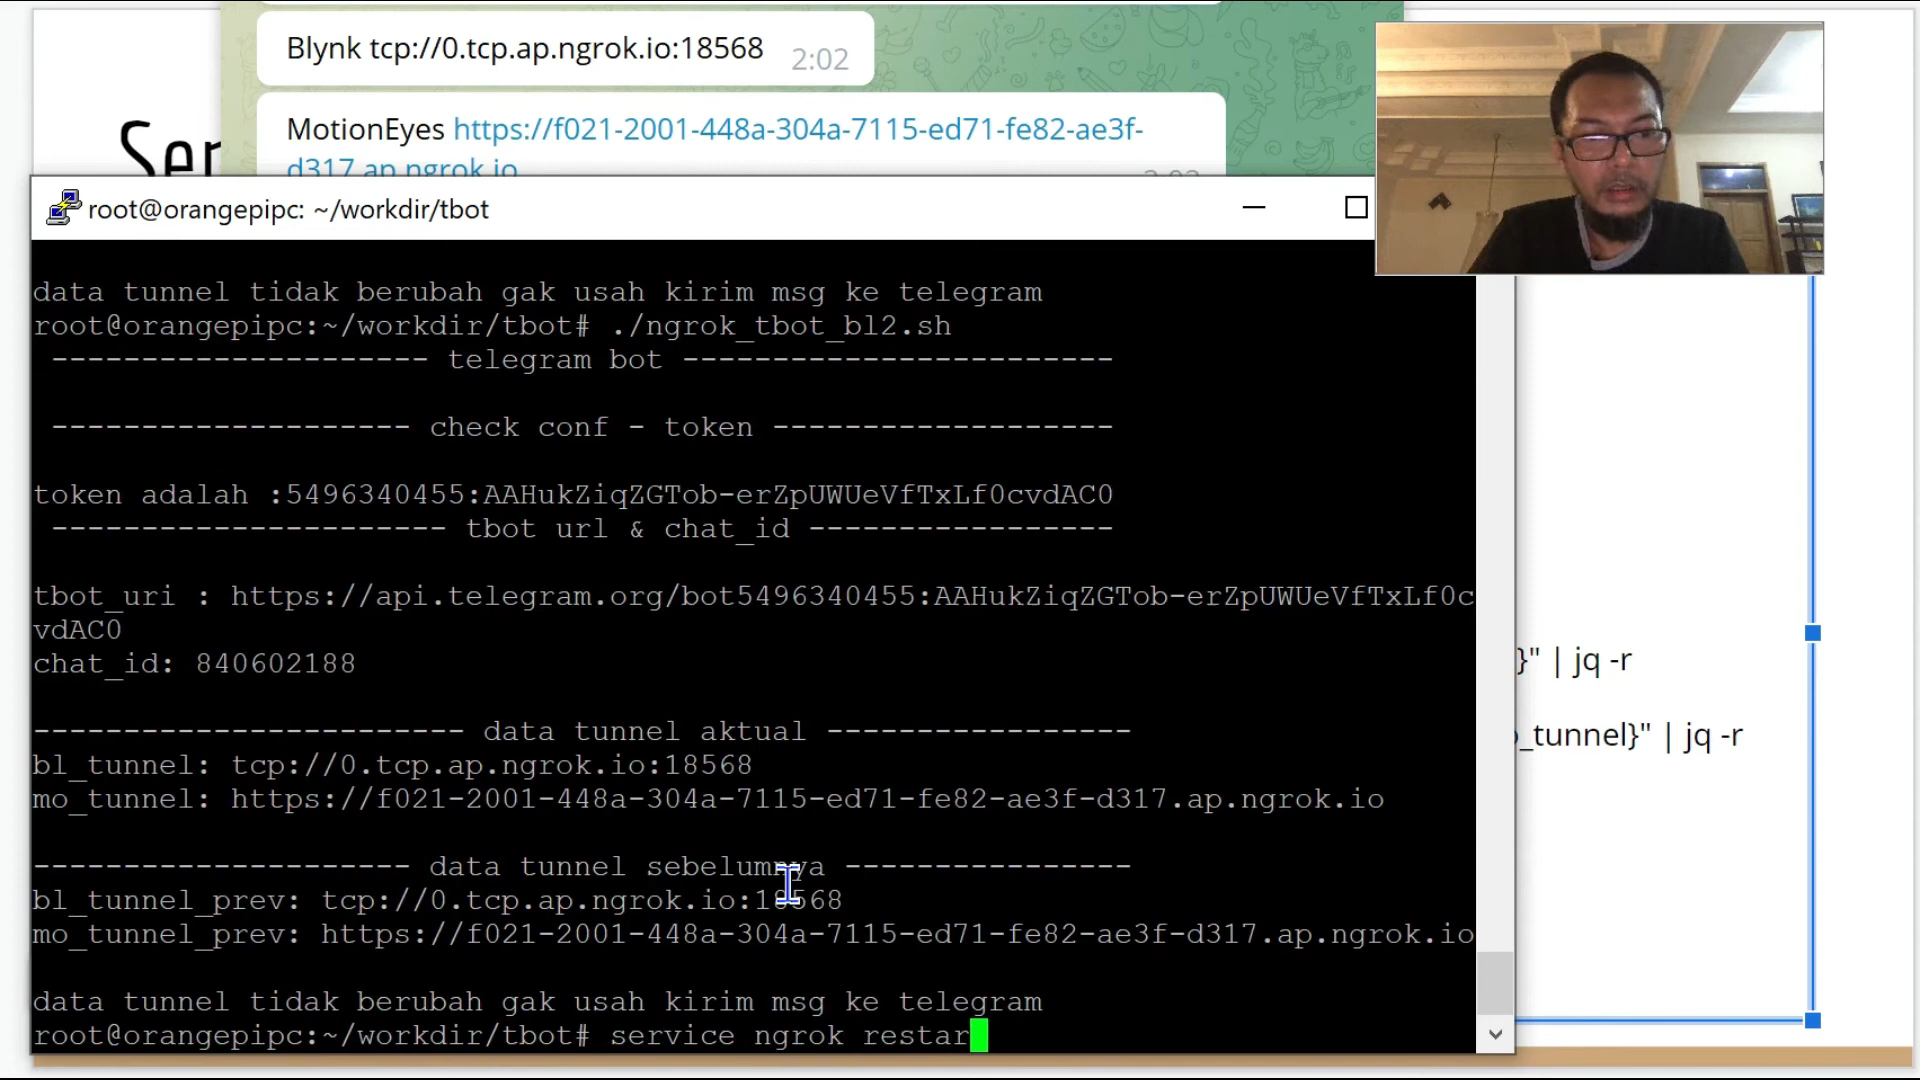 Blynk tcp://0.tcp.ap.ngrok.io:18568 2:02
MotionEyes https://f021-2001-448a-304a-7115-ed71-fe82-ae3f-
d317.ap.ngrok.io
Ser
root@orangepipc: ~/workdir/tbot
data tunnel tidak berubah gak usah kirim msg ke telegram
root@orangepipc:~/workdir/tbot# ./ngrok_tbot_bl2.sh
--------------------- telegram bot ------------------------
-------------------- check conf - token -------------------
token adalah :5496340455:AAHukZiqZGTob-erZpUWUeVfTxLf0cvdAC0
---------------------- tbot url & chat_id -----------------
tbot_uri : https://api.telegram.org/bot5496340455:AAHukZiqZGTob-erZpUWUeVfTxLf0c
vdAC0
chat_id: 840602188
------------------------ data tunnel aktual -----------------
bl_tunnel: tcp://0.tcp.ap.ngrok.io:18568
mo_tunnel: https://f021-2001-448a-304a-7115-ed71-fe82-ae3f-d317.ap.ngrok.io
--------------------- data tunnel sebelumnya ----------------
bl_tunnel_prev: tcp://0.tcp.ap.ngrok.io:18568
mo_tunnel_prev: https://f021-2001-448a-304a-7115-ed71-fe82-ae3f-d317.ap.ngrok.io
data tunnel tidak berubah gak usah kirim msg ke telegram
root@orangepipc:~/workdir/tbot# service ngrok restar
}" | jq -r
_tunnel}" | jq -r